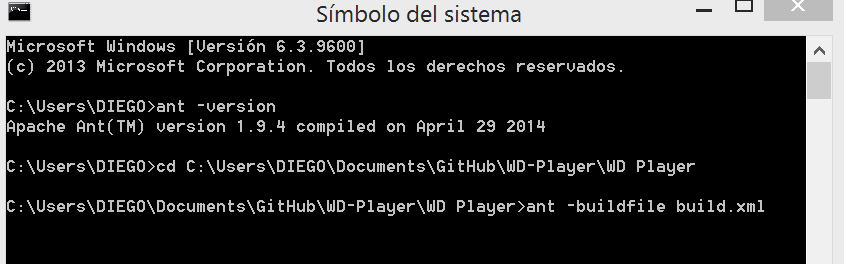 Símbolo del sistema
Microsoft Windows [Versión 6.3.9600]
(c) 2013 Microsoft Corporation. Todos los derechos reservados.
C:\Users\DIEGO>ant -version
Apache Ant(TM) version 1.9.4 compiled on April 29 2014
C:\Users\DIEGO>cd C:\Users\DIEGO\Documents\GitHub\WD-Player\WD Player
C:\Users\DIEGO\Documents\GitHub\WD-Player\WD Player>ant -buildfile build.xml